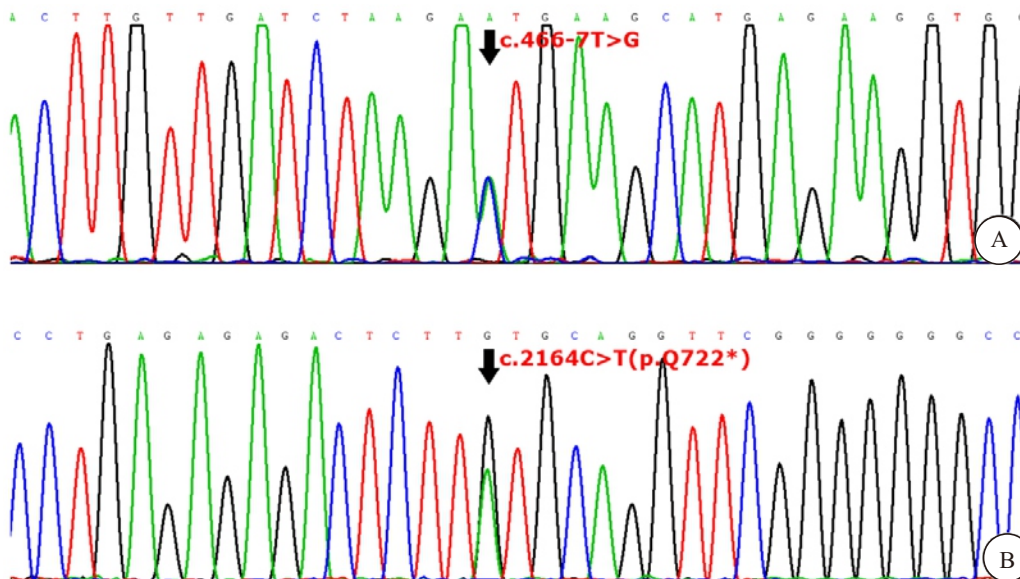 A C T T G T T G A T C T A A G A A T G A A G C A T G A G A A G G T G
c.466-7T>G
A
C C T G A G A G A G A C T C T T G T G C A G G T T C G G G G G G G C C
c.2164C>T(p.Q722*)
B